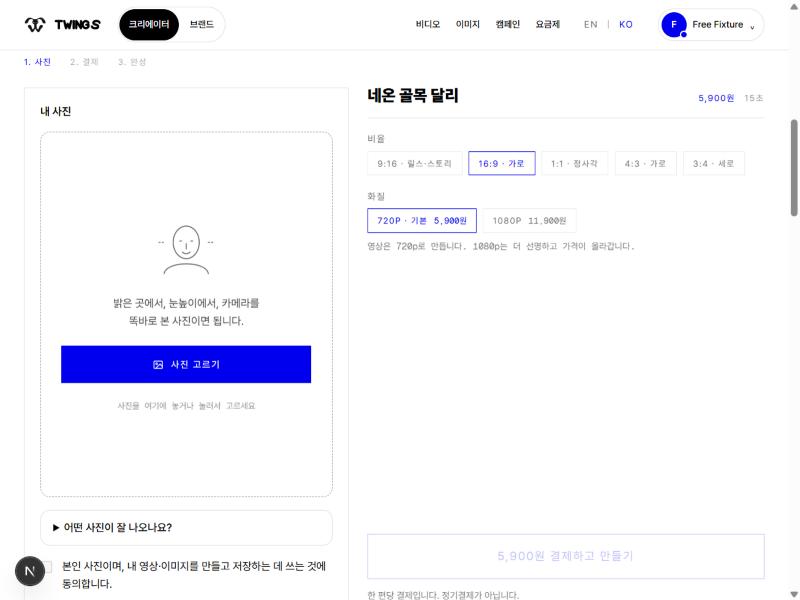 TWINGS
크리에이터
브랜드
비디오
이미지
캠페인
요금제
EN | KO
F
Free Fixture
1. 사진
2. 결제
3. 완성
내 사진
밝은 곳에서, 눈높이에서, 카메라를
똑바로 본 사진이면 됩니다.
사진 고르기
사진을 여기에 놓거나 눌러서 고르세요
▶ 어떤 사진이 잘 나오나요?
N
본인 사진이며, 내 영상·이미지를 만들고 저장하는 데 쓰는 것에
동의합니다.
네온 골목 달리
5,900원
15초
비율
9:16 · 릴스·스토리
16:9 · 가로
1:1 · 정사각
4:3 · 가로
3:4 · 세로
화질
720P · 기본 5,900원
1080P 11,900원
영상은 720p로 만듭니다. 1080p는 더 선명하고 가격이 올라갑니다.
5,900원 결제하고 만들기
한 편당 결제입니다. 정기결제가 아닙니다.